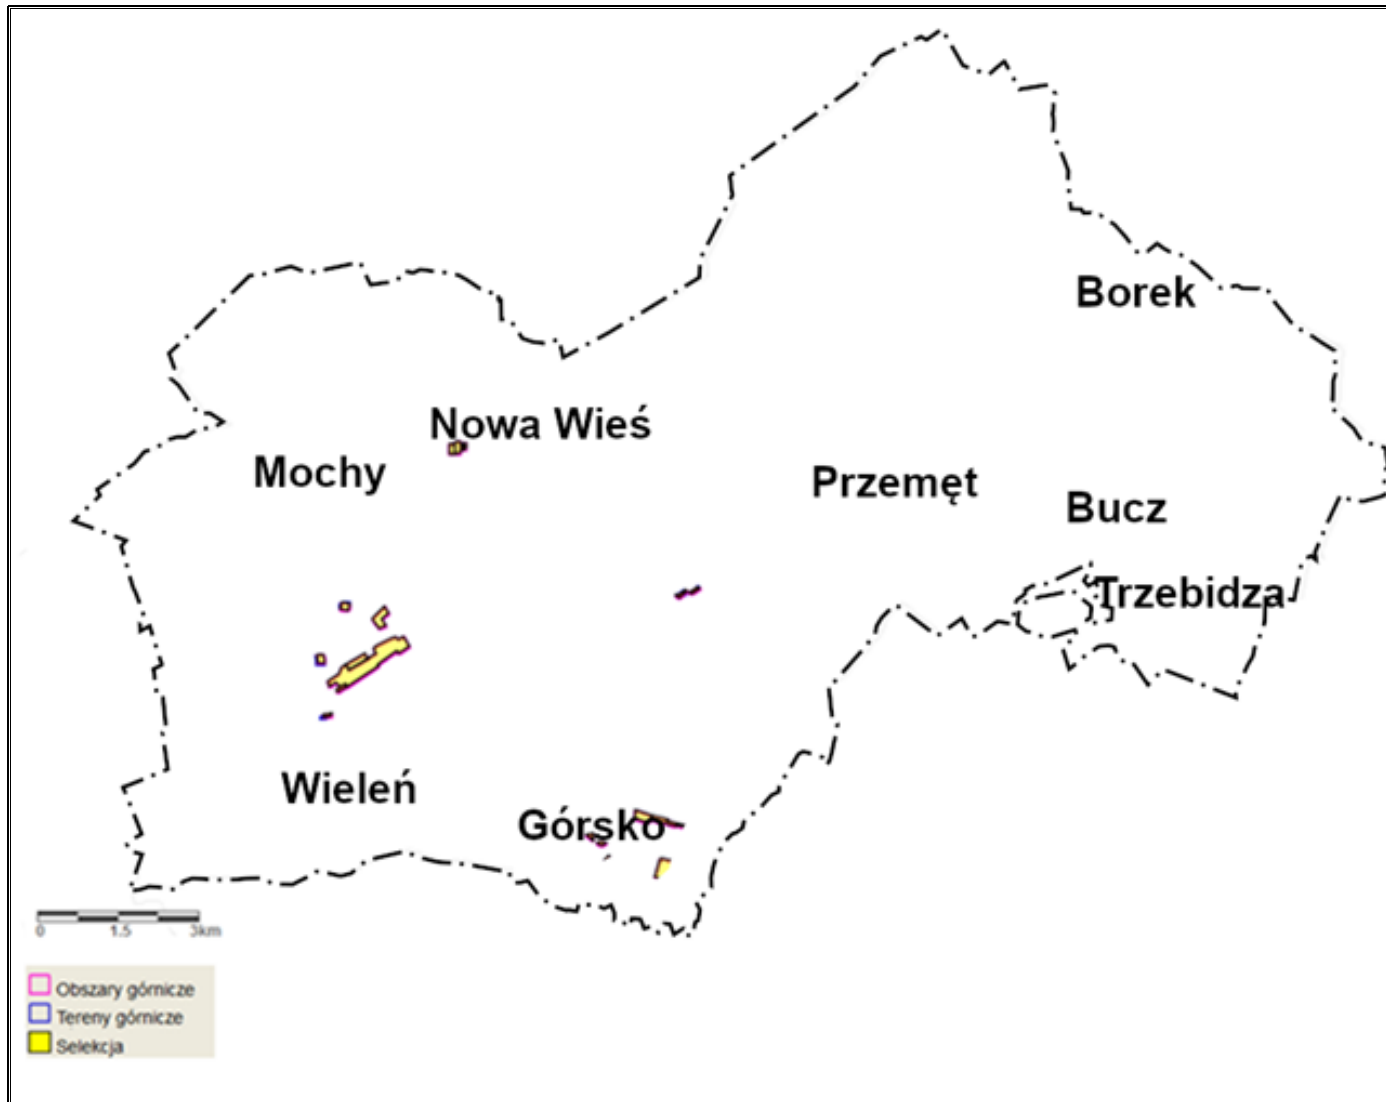 Borek
Nowa Wieś
Mochy
Przemęt
Bucz
Trzebidza
Wieleń
Górsko
0 1.5 3km
Obszary górnicze
Tereny górnicze
Selekcja